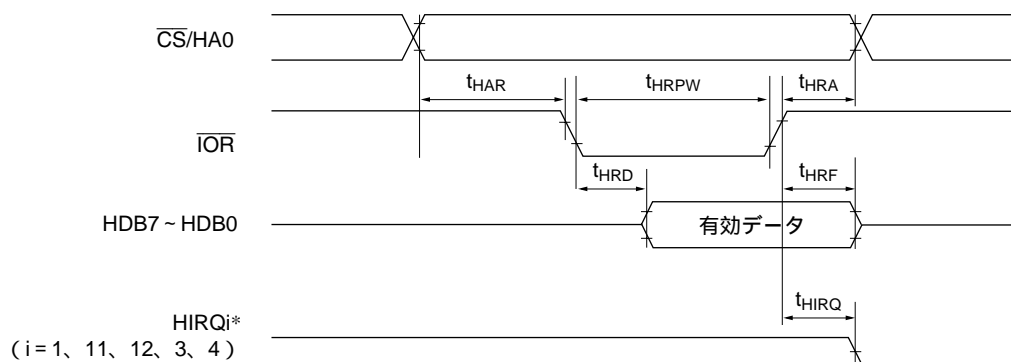 CS/HA0
tHAR
tHRPW
tHRA
IOR
tHRD
tHRF
HDB7 ~ HDB0
有効データ
tHIRQ
HIRQi*
（i = 1、11、12、3、4）